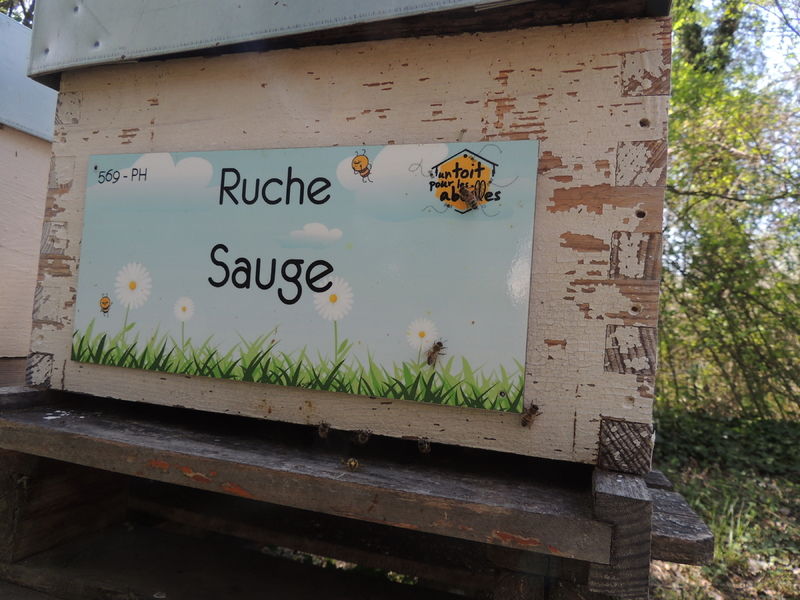 569 - PH
Ruche
Sauge
un toit
pour les
abeilles